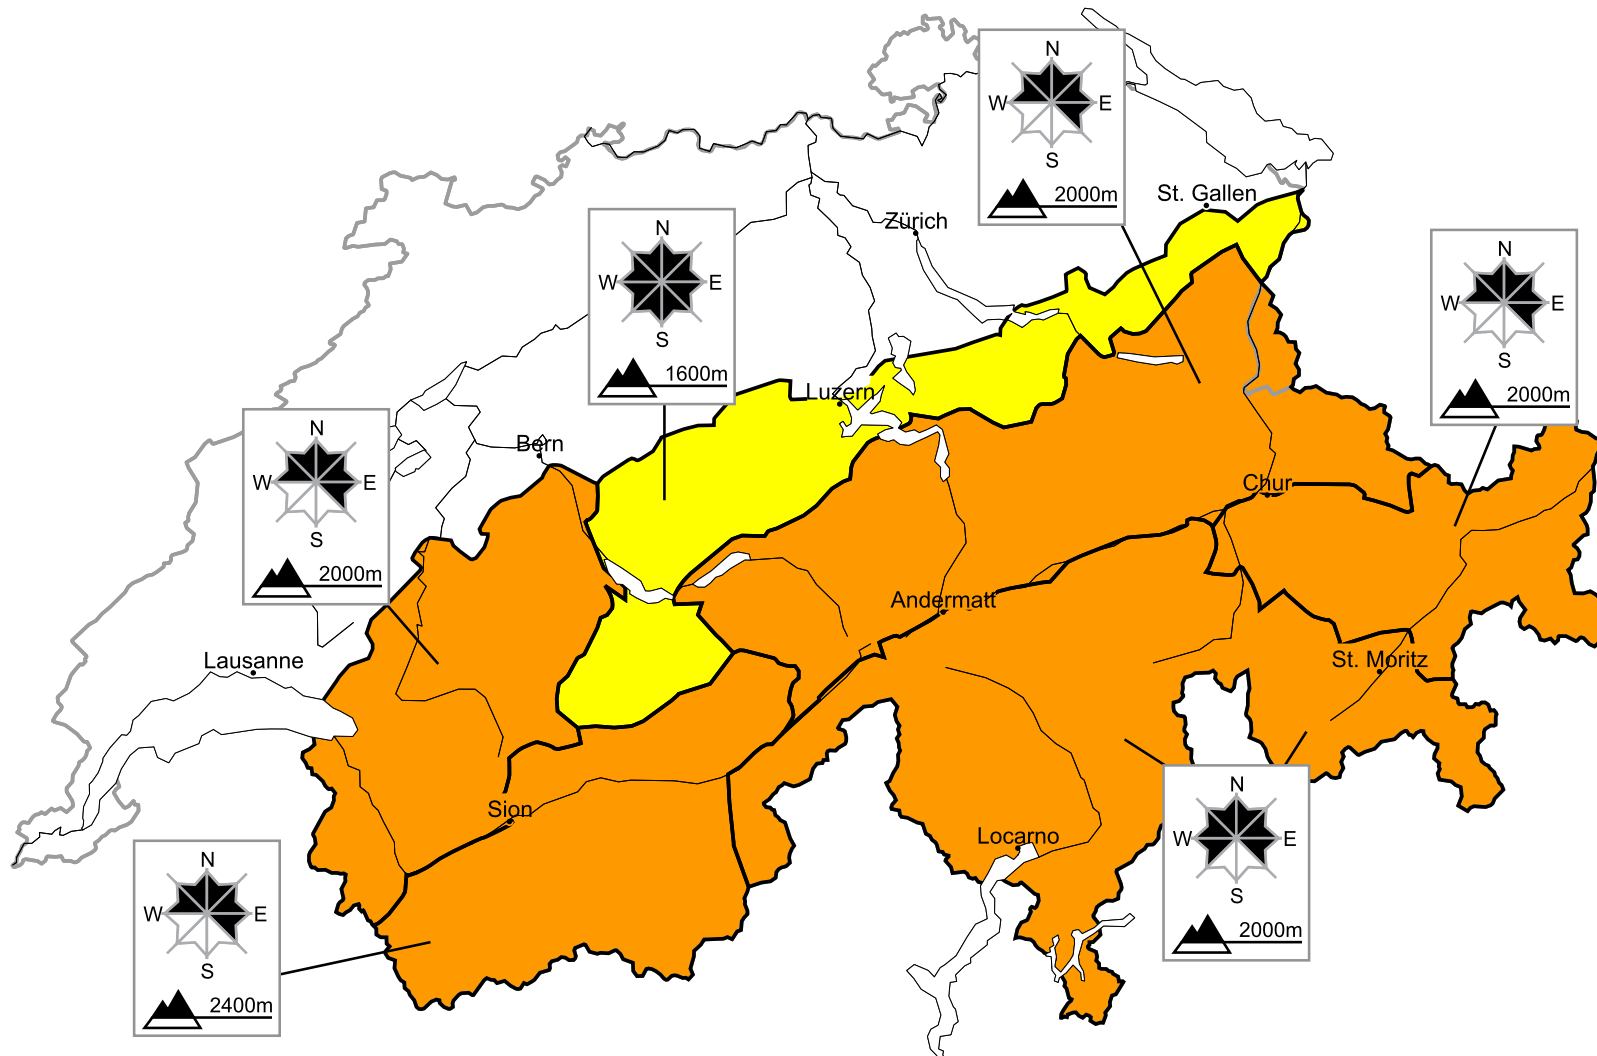 N
W E
S
2000m
St. Gallen
Zürich
N
W E
S
1600m
N
W E
S
2000m
Luzern
Bern
N
W E
S
2000m
Chur
Andermatt
Lausanne
St. Moritz
Sion
Locarno
N
W E
S
2000m
N
W E
S
2400m